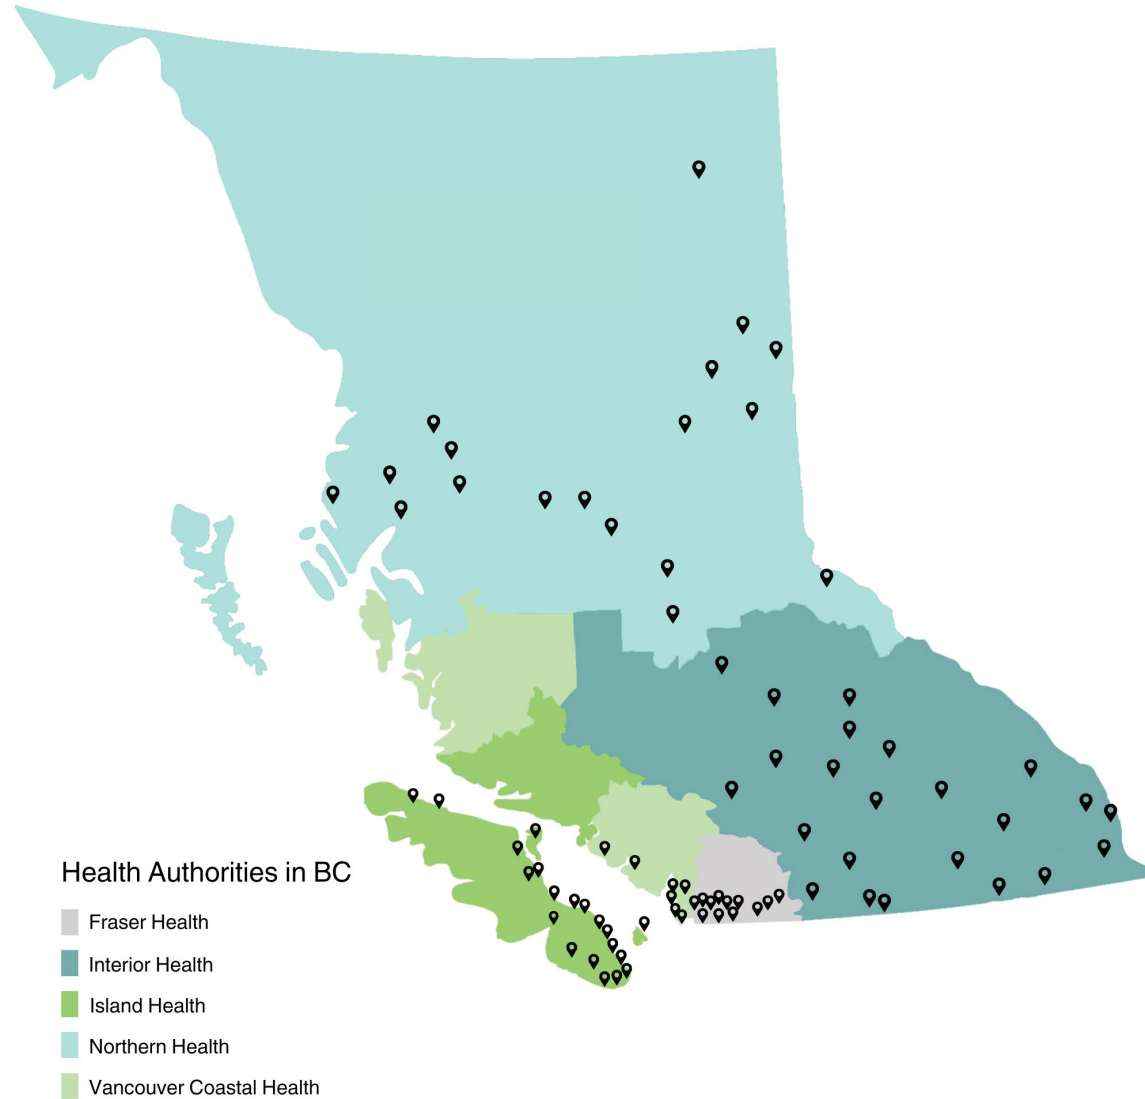 Health Authorities in BC
Fraser Health
Interior Health
Island Health
Northern Health
Vancouver Coastal Health